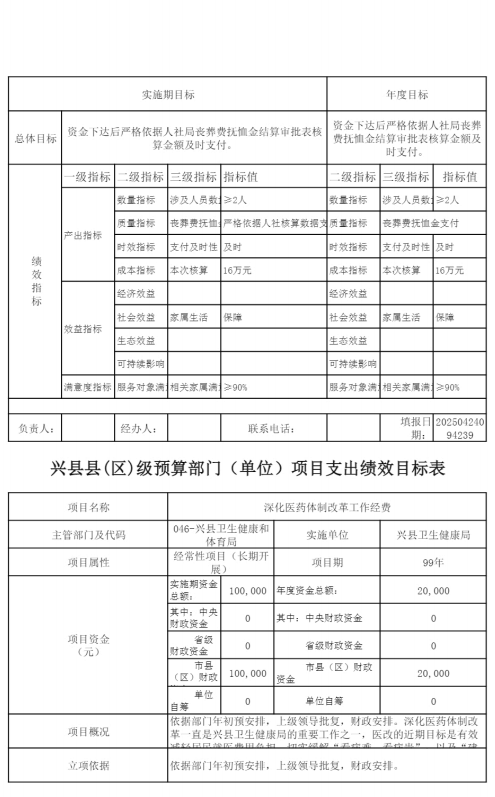 实施期目标 年度目标
总体目标 资金下达后严格依据人社局丧葬费抚恤金结算审批表核算金额及时支付。 资金下达后严格依据人社局丧葬费抚恤金结算审批表核算金额及时支付。
绩效指标 一级指标 二级指标 三级指标 指标值 二级指标 三级指标 指标值
产出指标 数量指标 涉及人员数 ≥2人 数量指标 涉及人员数 ≥2人
质量指标 丧葬费抚恤金 严格依据人社核算数据支 质量指标 丧葬费抚恤金支付
时效指标 支付及时性 及时 时效指标 支付及时性 及时
成本指标 本次核算 16万元 成本指标 本次核算 16万元
效益指标 经济效益 经济效益
社会效益 家属生活 保障 社会效益 家属生活 保障
生态效益 生态效益
可持续影响 可持续影响
满意度指标 服务对象满 相关家属满 ≥90% 服务对象满 相关家属满 ≥90%
负责人： 经办人： 联系电话： 填报日期： 20250424094239
兴县县(区)级预算部门（单位）项目支出绩效目标表
项目名称 深化医药体制改革工作经费
主管部门及代码 046-兴县卫生健康和体育局 实施单位 兴县卫生健康局
项目属性 经常性项目（长期开展） 项目期 99年
项目资金（元） 实施期资金总额： 100,000 年度资金总额： 20,000
其中：中央财政资金 0 其中：中央财政资金 0
省级财政资金 0 省级财政资金 0
市县（区）财政 100,000 市县（区）财政资金 20,000
单位自筹 0 单位自筹 0
项目概况 依据部门年初预安排，上级领导批复，财政安排。深化医药体制改
革一直是兴县卫生健康局的重要工作之一，医改的近期目标是有效
减轻居民就医费用负担，切实缓解“看病难、看病贵”，以及“建
立项依据 依据部门年初预安排，上级领导批复，财政安排。